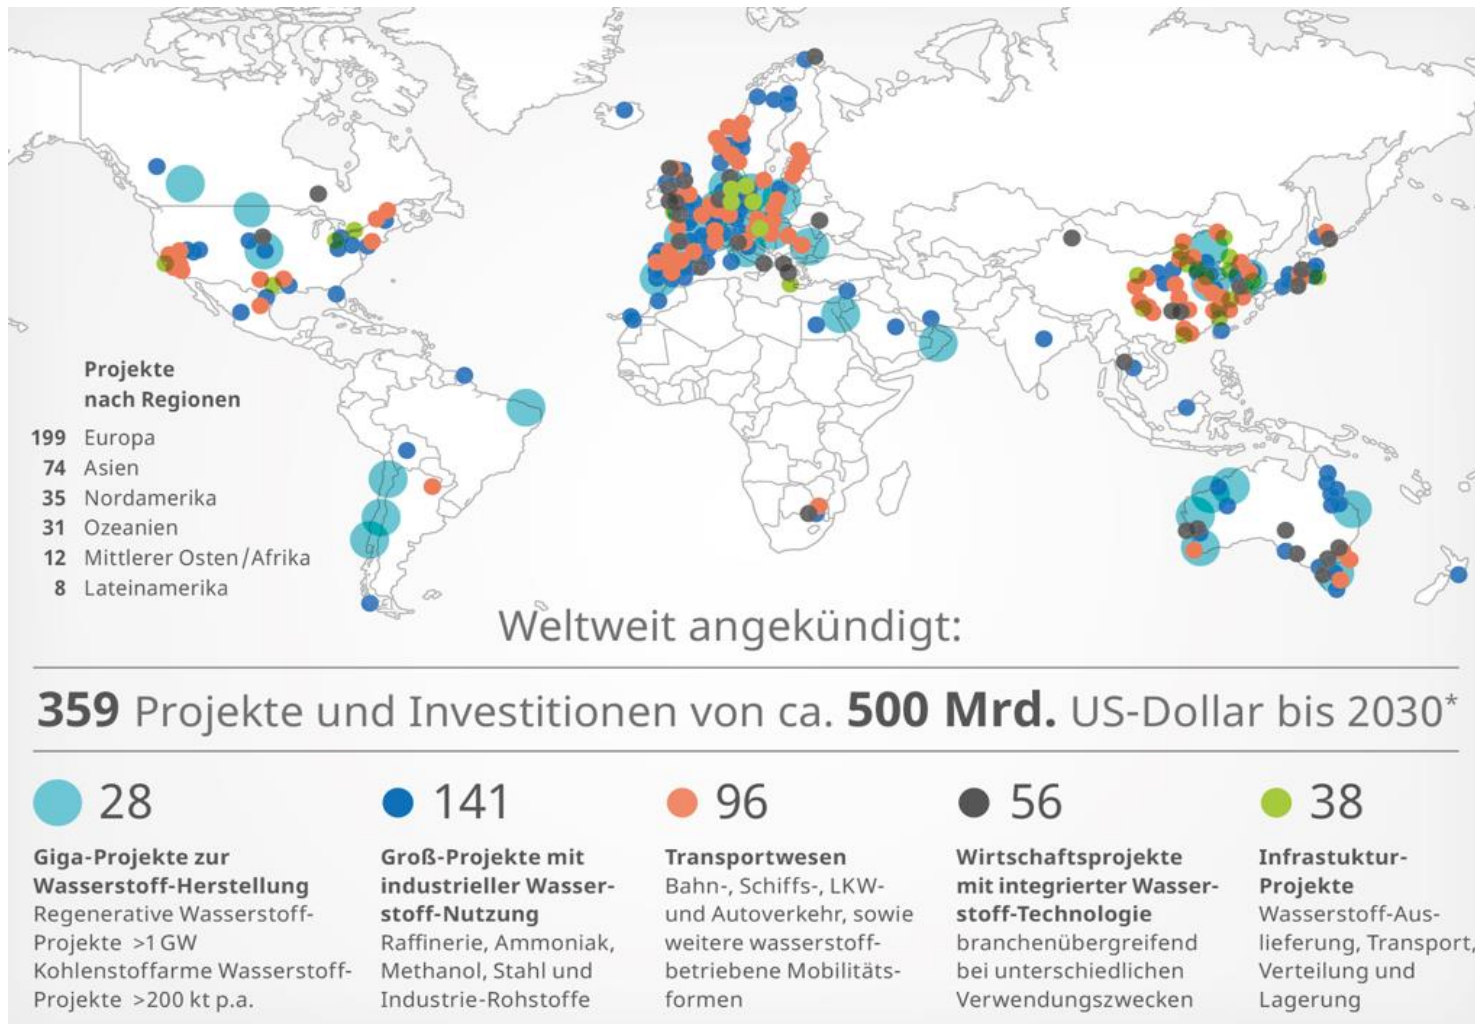 Projekte
nach Regionen
199 Europa
74 Asien
35 Nordamerika
31 Ozeanien
12 Mittlerer Osten/Afrika
8 Lateinamerika
Weltweit angekündigt:
359 Projekte und Investitionen von ca. 500 Mrd. US-Dollar bis 2030*
28
Giga-Projekte zur
Wasserstoff-Herstellung
Regenerative Wasserstoff-
Projekte >1 GW
Kohlenstoffarme Wasserstoff-
Projekte >200 kt p.a.
141
Groß-Projekte mit
industrieller Wasser-
stoff-Nutzung
Raffinerie, Ammoniak,
Methanol, Stahl und
Industrie-Rohstoffe
96
Transportwesen
Bahn-, Schiffs-, LKW-
und Autoverkehr, sowie
weitere wasserstoff-
betriebene Mobilitäts-
formen
56
Wirtschaftsprojekte
mit integrierter Wasser-
stoff-Technologie
branchenübergreifend
bei unterschiedlichen
Verwendungszwecken
38
Infrastuktur-
Projekte
Wasserstoff-Aus-
lieferung, Transport,
Verteilung und
Lagerung